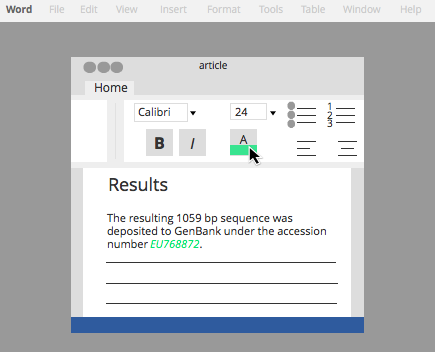 Word File Edit View Insert Format Tools Table Window Help
article
Home
Calibri 24
B I A
1
2
3
Results
The resulting 1059 bp sequence was
deposited to GenBank under the accession
number EU768872.